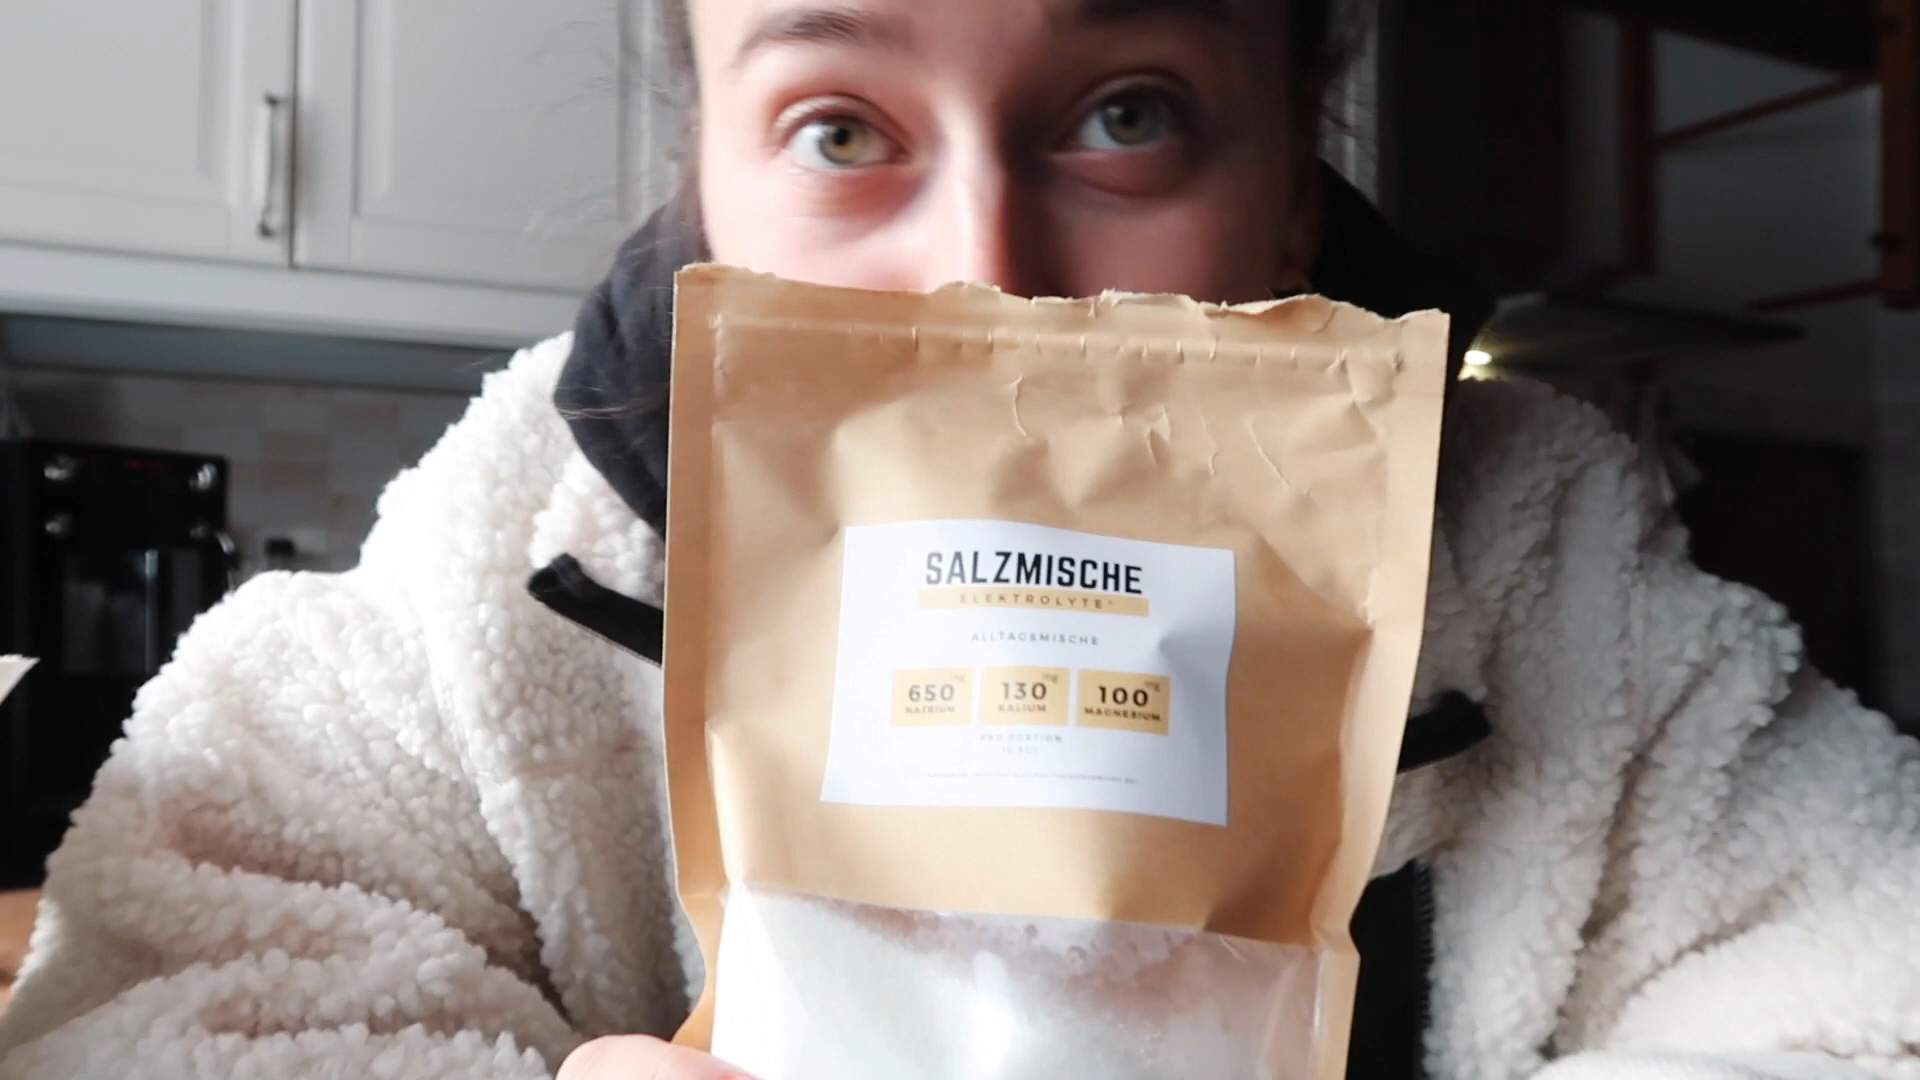 SALZMISCHE
ELEKTROLYTE*
ALLTAGSMISCHE
650 mg 130 mg 100 mg
NATRIUM KALIUM MAGNESIUM
PRO PORTION